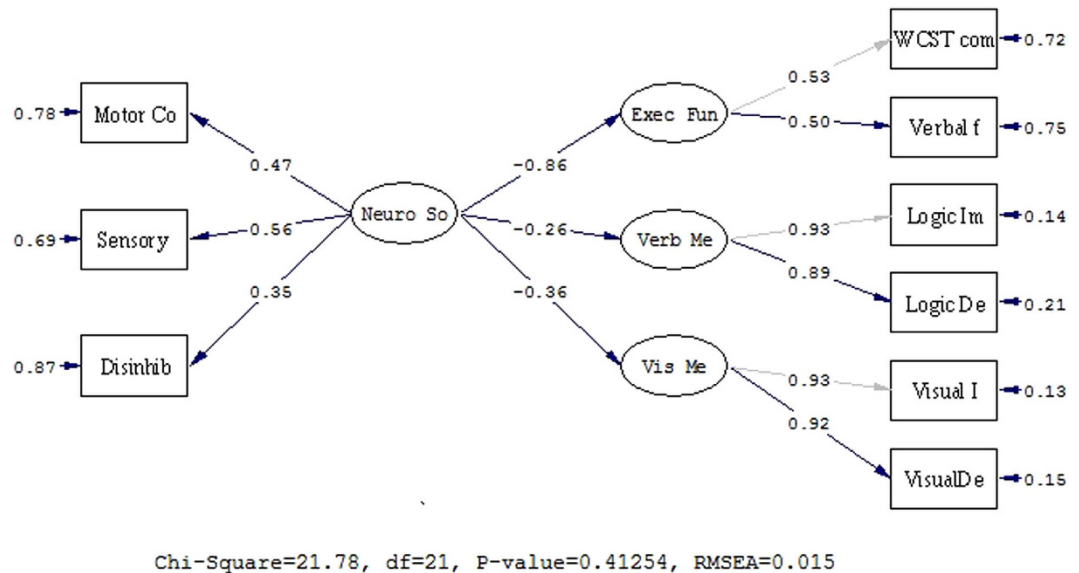 WCST com
0.72
0.53
0.78
Motor Co
Exec Fun
0.50
Verbal f
0.75
0.47
-0.86
Neuro So
Logic Im
0.14
0.69
Sensory
0.56
-0.26
Verb Me
0.93
0.89
0.35
-0.36
Logic De
0.21
0.87
Disinhib
Vis Me
0.93
Visual I
0.13
0.92
VisualDe
0.15
Chi-Square=21.78, df=21, P-value=0.41254, RMSEA=0.015